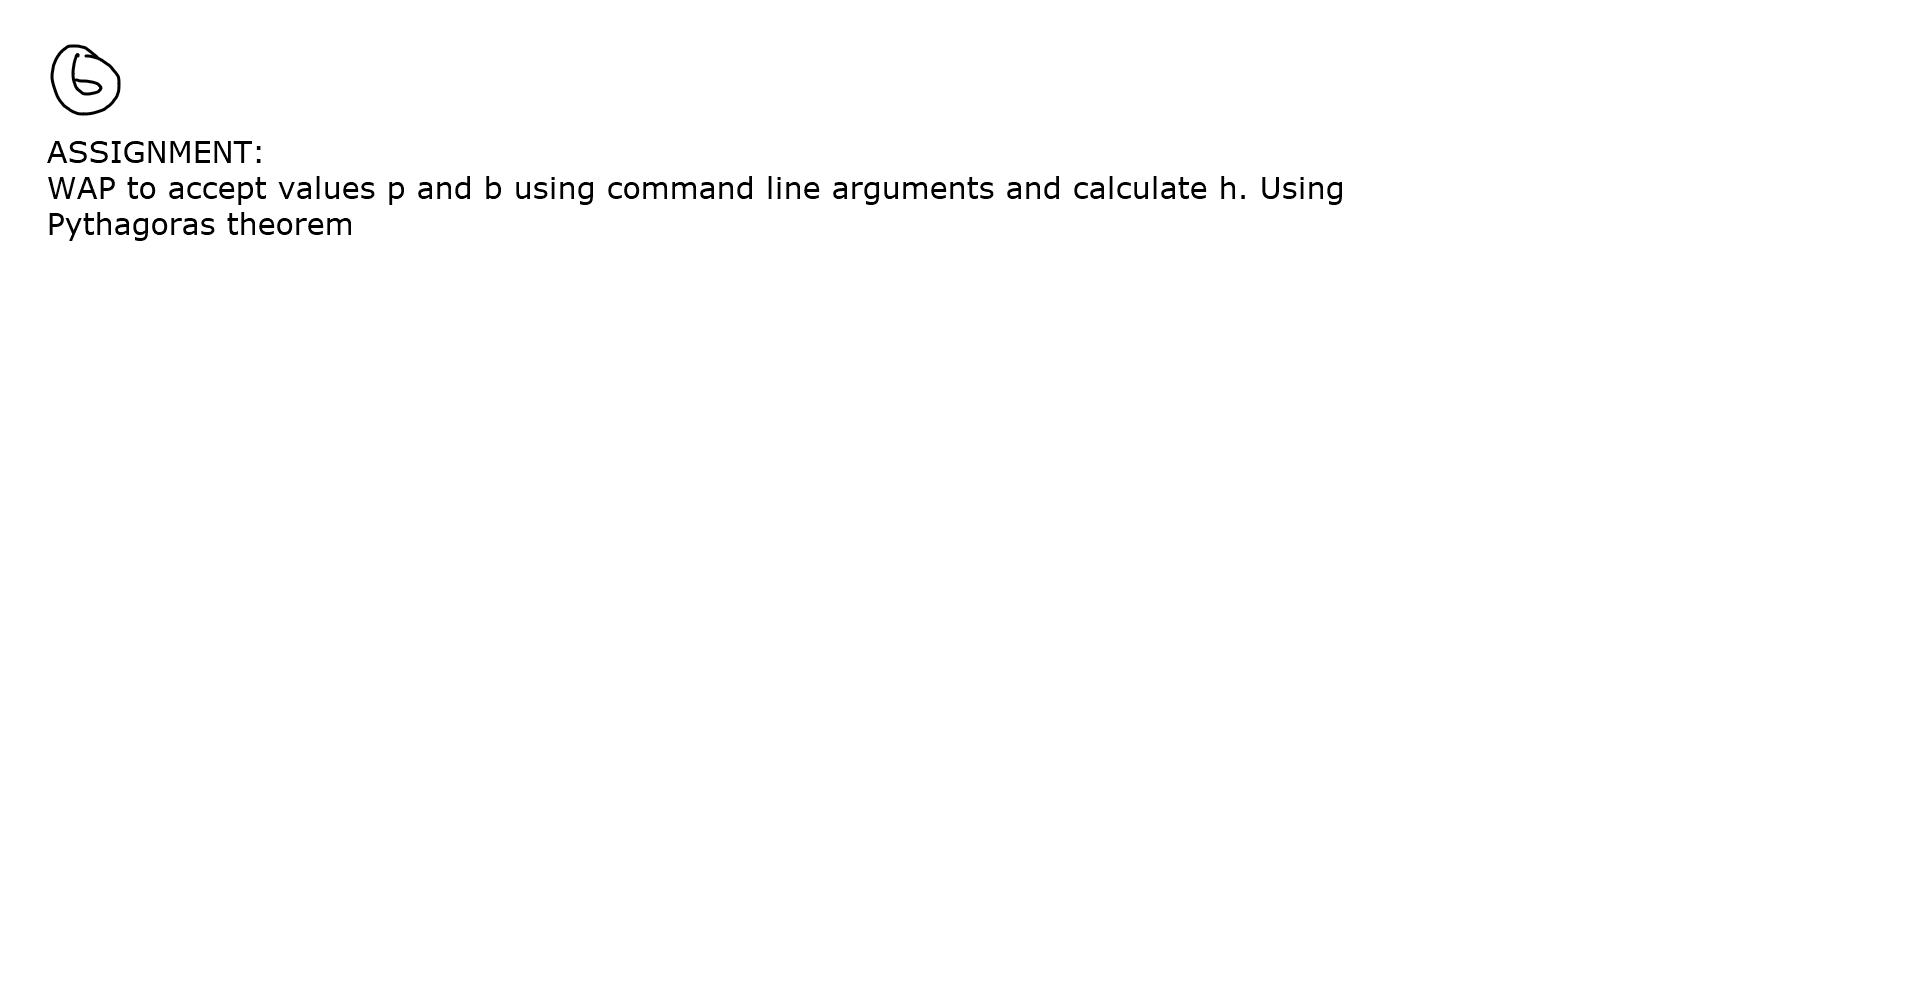 6
ASSIGNMENT:
WAP to accept values p and b using command line arguments and calculate h. Using
Pythagoras theorem